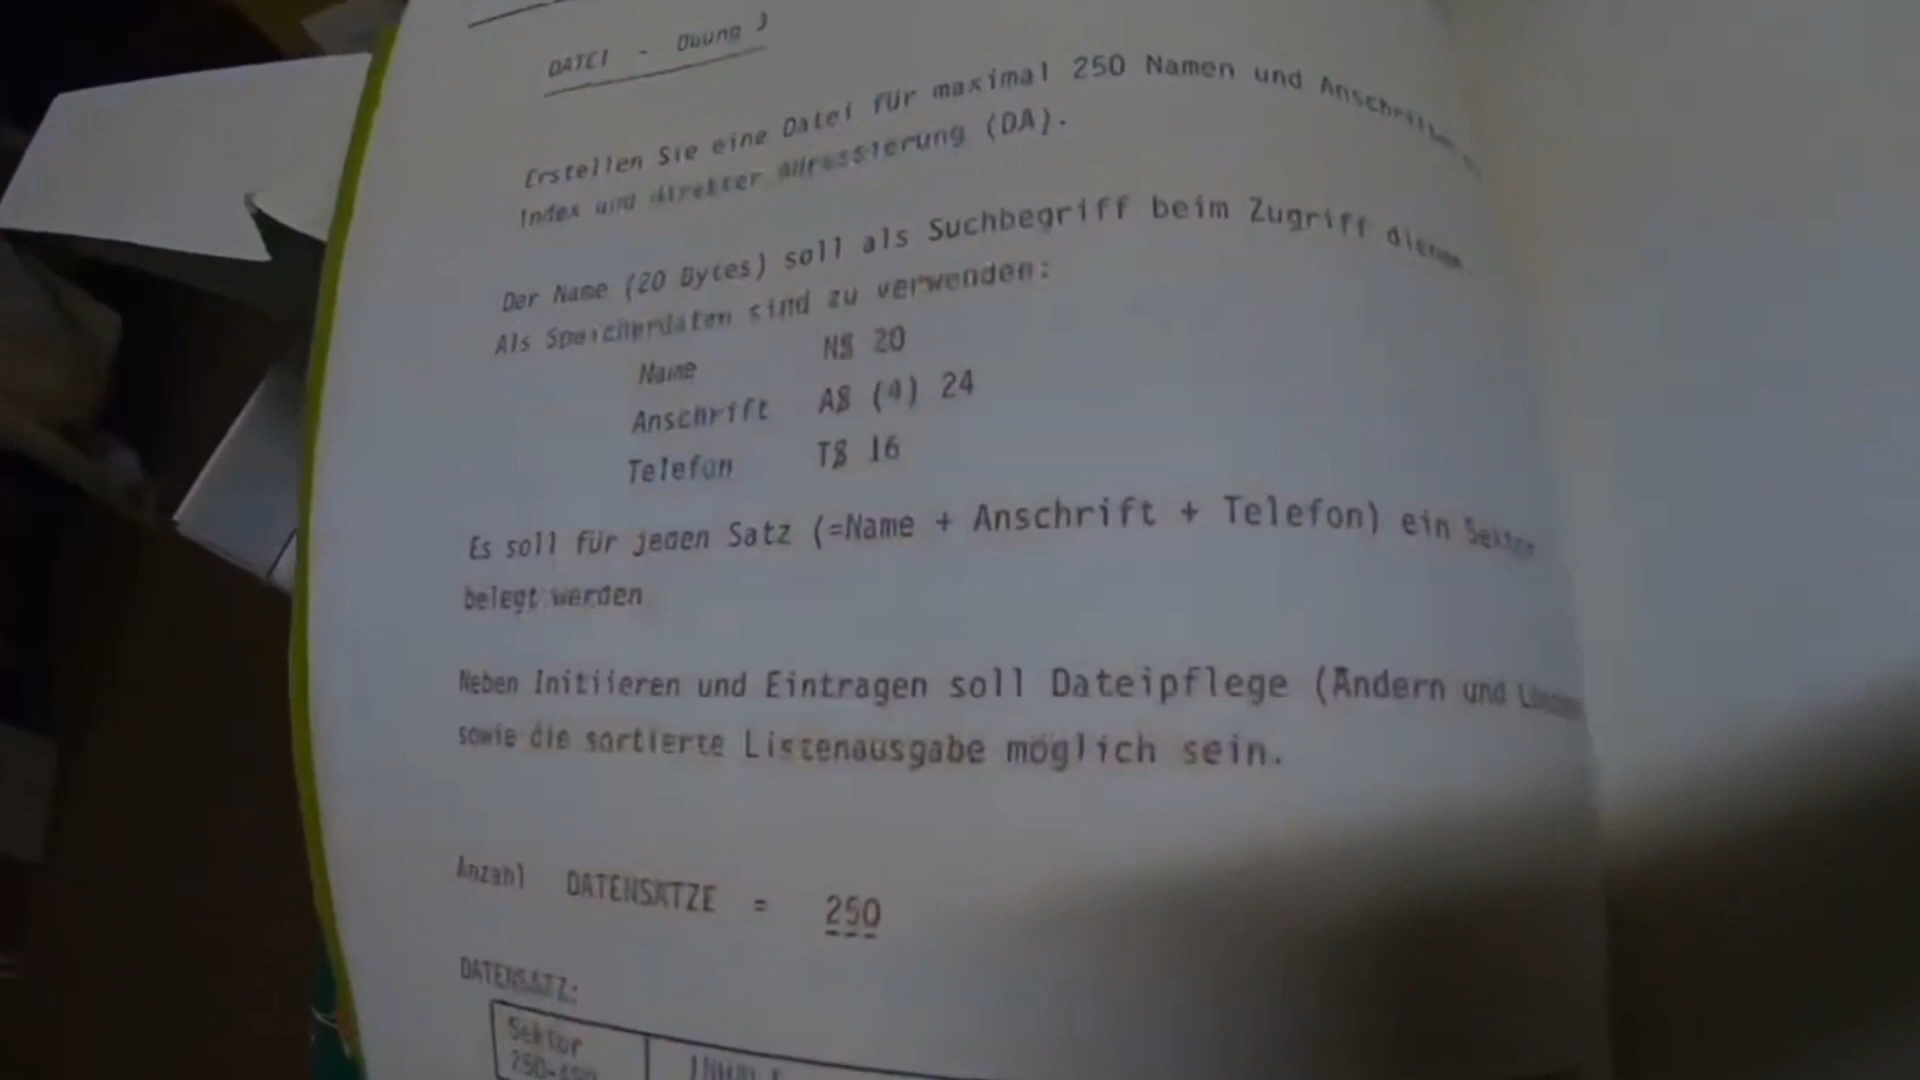 DATEI - Übung 3
Erstellen Sie eine Datei für maximal 250 Namen und Anschriften
Index und direkter Adressierung (DA).
Der Name (20 Bytes) soll als Suchbegriff beim Zugriff dienen
Als Speicherdaten sind zu verwenden:
Name N$ 20
Anschrift A$ (4) 24
Telefon T$ 16
Es soll für jeden Satz (=Name + Anschrift + Telefon) ein Sektor
belegt werden
Neben Initiieren und Eintragen soll Dateipflege (Ändern und
sowie die sortierte Listenausgabe möglich sein.
Anzahl DATENSÄTZE = 250
DATENSATZ:
Sektor